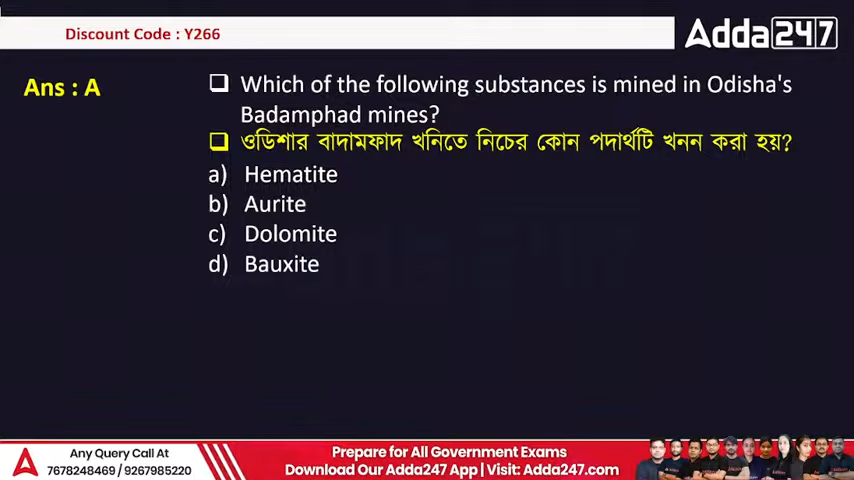 Discount Code : Y266
Adda247
Ans : A
❑ Which of the following substances is mined in Odisha's
Badamphad mines?
❑ ওডিশার বাদামফাদ খনিতে নিচের কোন পদার্থটি খনন করা হয়?
a) Hematite
b) Aurite
c) Dolomite
d) Bauxite
Any Query Call At
7678248469 / 9267985220
Prepare for All Government Exams
Download Our Adda247 App | Visit: Adda247.com